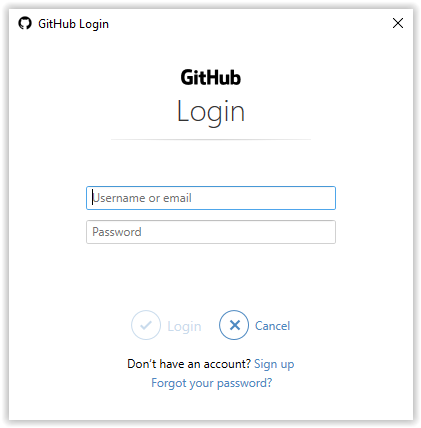 GitHub Login
GitHub
Login
Username or email
Password
Login Cancel
Don't have an account? Sign up
Forgot your password?